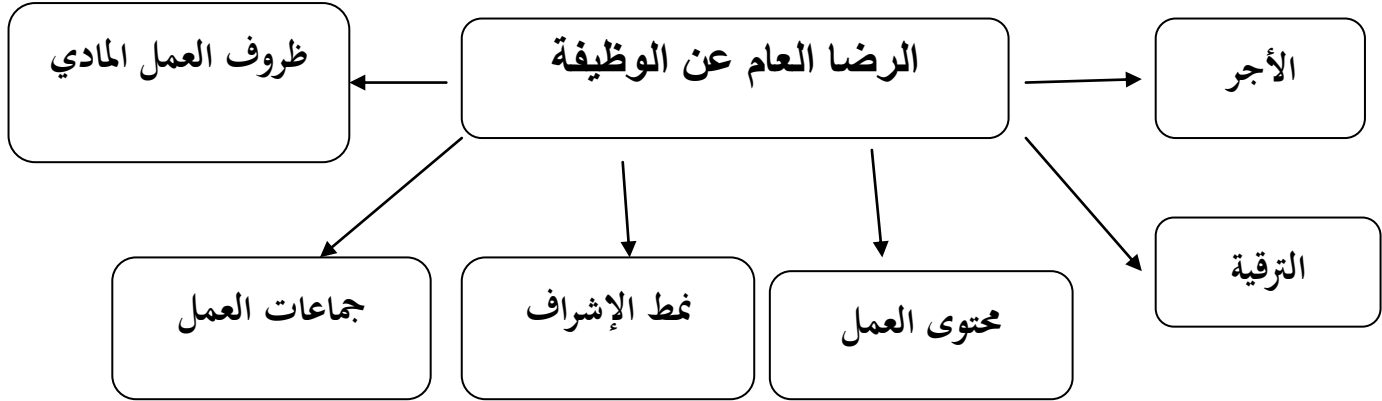 الرضا العام عن الوظيفة
الأجر
ظروف العمل المادي
الترقية
محتوى العمل
نمط الإشراف
جماعات العمل